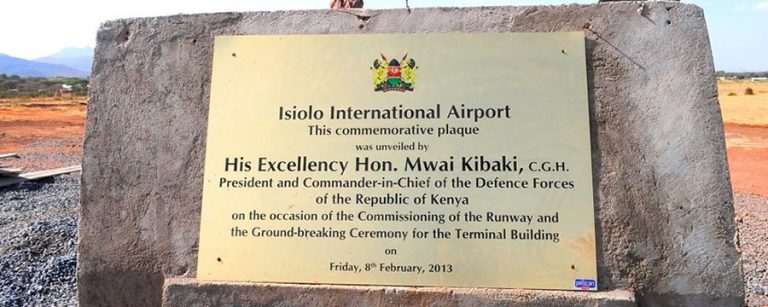 Isiolo International Airport
This commemorative plaque
was unveiled by
His Excellency Hon. Mwai Kibaki, C.G.H.
President and Commander-in-Chief of the Defence Forces
of the Republic of Kenya
on the occasion of the Commissioning of the Runway and
the Ground-breaking Ceremony for the Terminal Building
on
Friday, 8th February, 2013
pelican